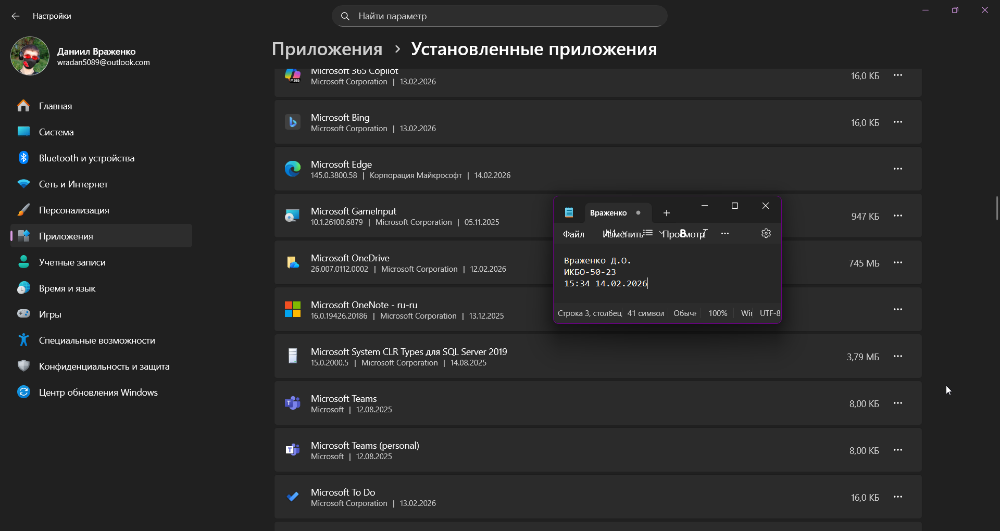 Настройки
Найти параметр
Даниил Враженко
wradan5089@outlook.com
Главная
Система
Bluetooth и устройства
Сеть и Интернет
Персонализация
Приложения
Учетные записи
Время и язык
Игры
Специальные возможности
Конфиденциальность и защита
Центр обновления Windows
Приложения > Установленные приложения
Microsoft 365 Copilot
M365
Microsoft Corporation | 13.02.2026
16,0 КБ
Microsoft Bing
Microsoft Corporation | 13.02.2026
16,0 КБ
Microsoft Edge
145.0.3800.58 | Корпорация Майкрософт | 14.02.2026
Microsoft GameInput
10.1.26100.6879 | Microsoft Corporation | 05.11.2025
947 КБ
Microsoft OneDrive
26.007.0112.0002 | Microsoft Corporation | 12.02.2026
745 МБ
Microsoft OneNote - ru-ru
16.0.19426.20186 | Microsoft Corporation | 13.12.2025
Microsoft System CLR Types для SQL Server 2019
15.0.2000.5 | Microsoft Corporation | 14.08.2025
3,79 МБ
Microsoft Teams
Microsoft | 12.08.2025
8,00 КБ
Microsoft Teams (personal)
Microsoft | 12.08.2025
8,00 КБ
Microsoft To Do
Microsoft Corporation | 13.02.2026
16,0 КБ
Враженко
Файл Изменить Просмотр
Враженко Д.О.
ИКБО-50-23
15:34 14.02.2026
Строка 3, столбец 41 символ Обычн 100% Wi UTF-8